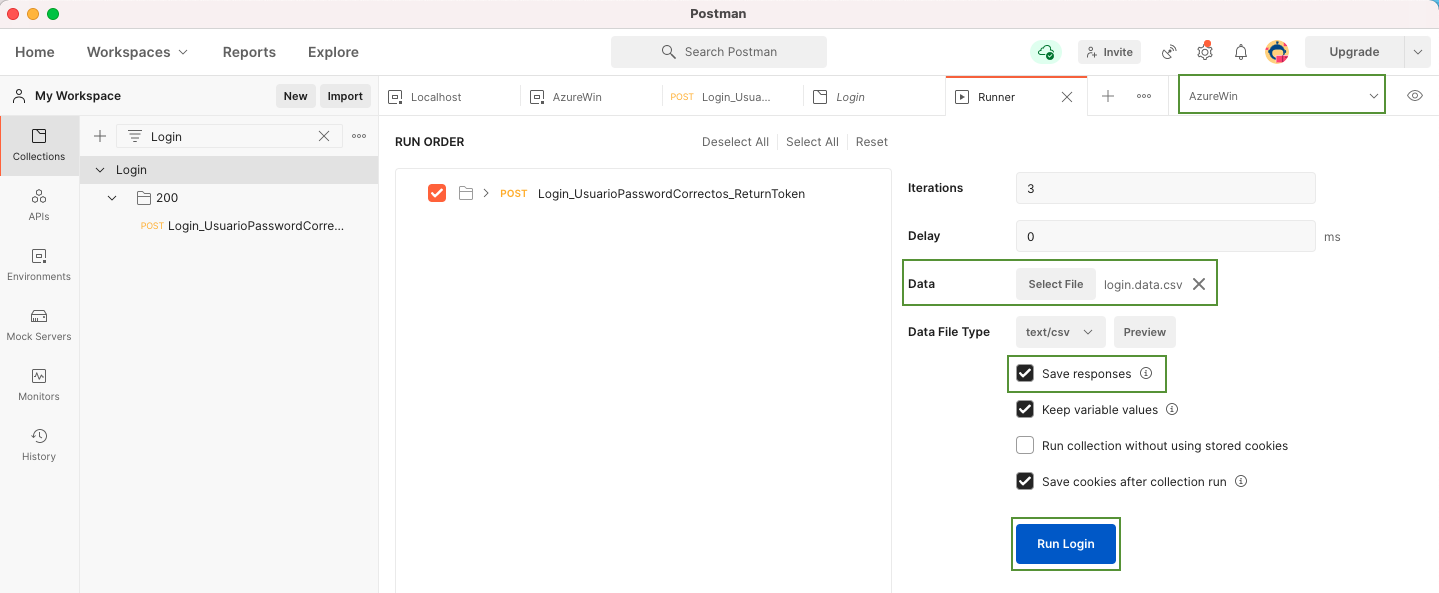 Postman
Home Workspaces Reports Explore Search Postman Invite Upgrade
My Workspace New Import
Localhost AzureWin POST Login_Usua... Login Runner AzureWin
Collections
APIs
Environments
Mock Servers
Monitors
History
Login
Login
200
POST Login_UsuarioPasswordCorre...
RUN ORDER Deselect All Select All Reset
POST Login_UsuarioPasswordCorrectos_ReturnToken
Iterations 3
Delay 0 ms
Data Select File login.data.csv
Data File Type text/csv Preview
Save responses
Keep variable values
Run collection without using stored cookies
Save cookies after collection run
Run Login